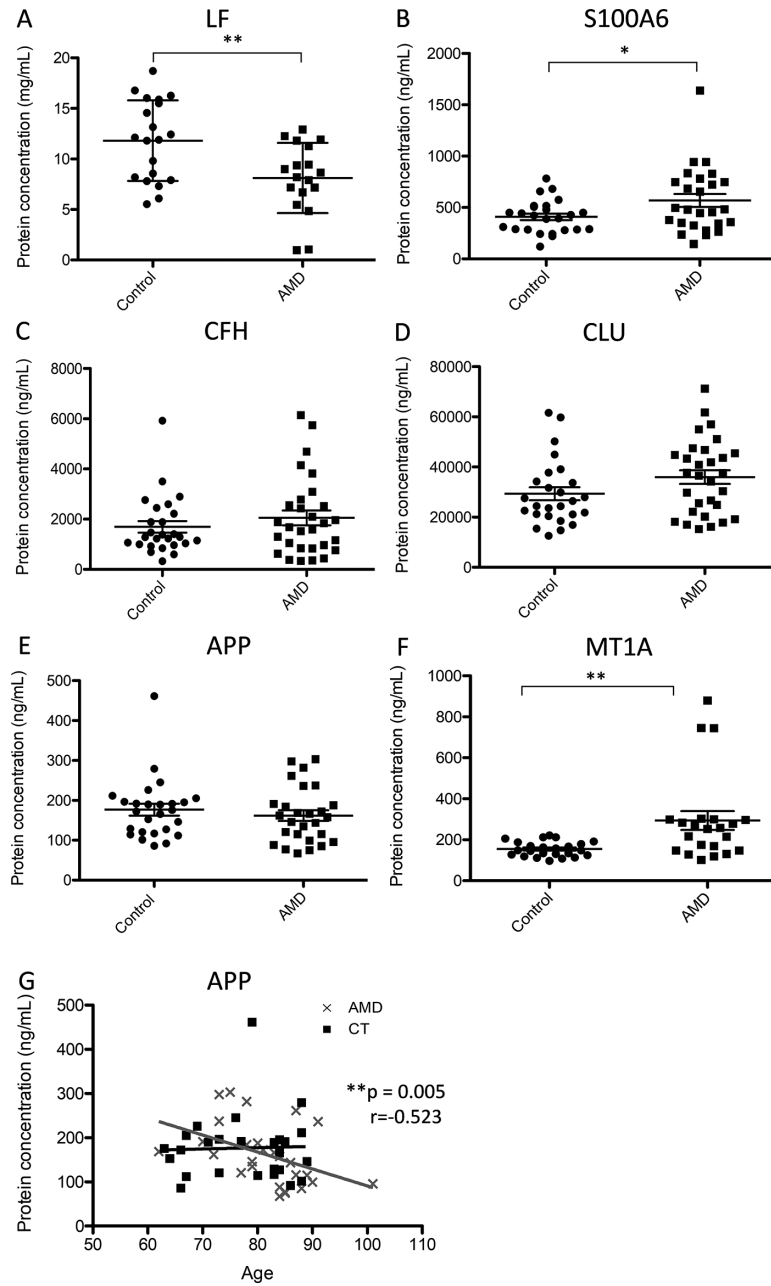 A
LF
**
Protein concentration (mg/mL)
20
15
10
5
0
Control
AMD
B
S100A6
*
Protein concentration (ng/mL)
2000
1500
1000
500
0
Control
AMD
C
CFH
Protein concentration (ng/mL)
8000
6000
4000
2000
0
Control
AMD
D
CLU
Protein concentration (ng/mL)
80000
60000
40000
20000
0
Control
AMD
E
APP
Protein concentration (ng/mL)
500
400
300
200
100
0
Control
AMD
F
MT1A
**
Protein concentration (ng/mL)
1000
800
600
400
200
0
Control
AMD
G
APP
Protein concentration (ng/mL)
500
400
300
200
100
0
AMD
CT
**p = 0.005
r=-0.523
50 60 70 80 90 100 110
Age